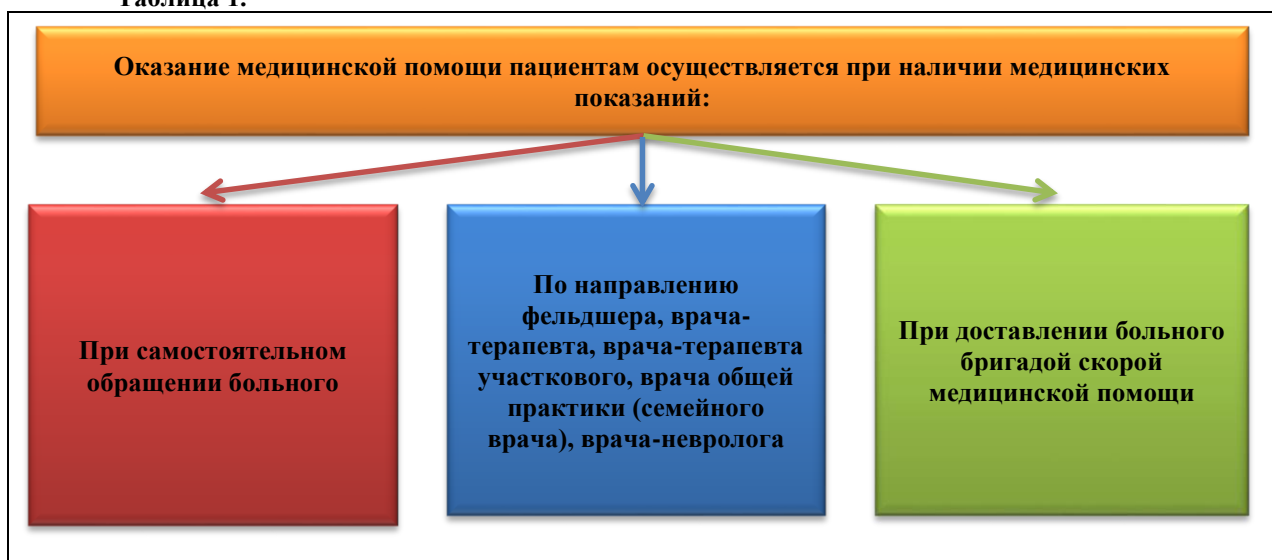 Таблица 1.
Оказание медицинской помощи пациентам осуществляется при наличии медицинских
показаний:
При самостоятельном
обращении больного
По направлению
фельдшера, врача-
терапевта, врача-терапевта
участкового, врача общей
практики (семейного
врача), врача-невролога
При доставлении больного
бригадой скорой
медицинской помощи